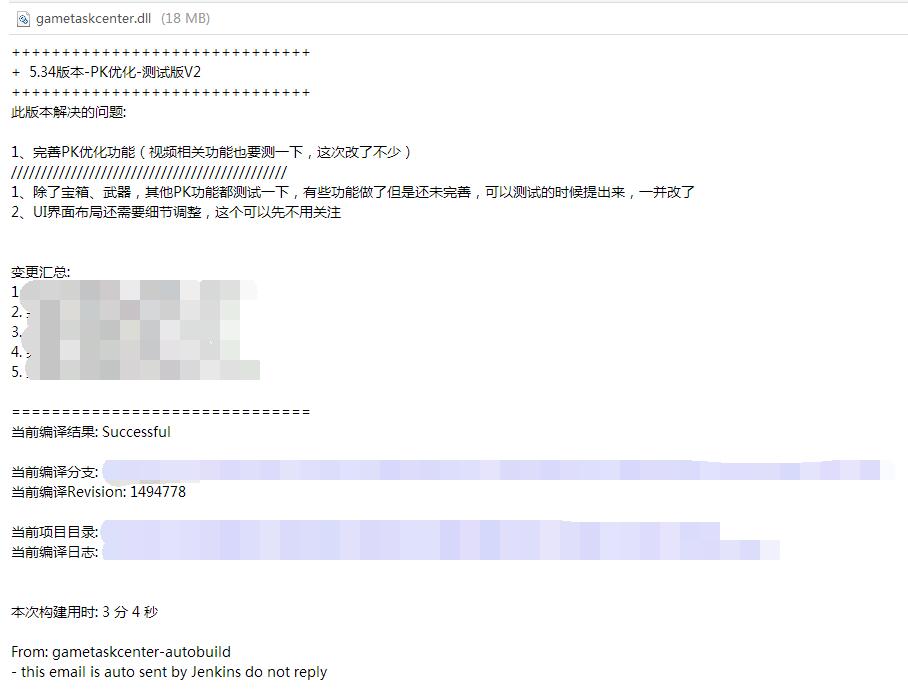 gametaskcenter.dll (18 MB)
++++++++++++++++++++++++++++++
+ 5.34版本-PK优化-测试版V2
++++++++++++++++++++++++++++++
此版本解决的问题:
1、完善PK优化功能（视频相关功能也要测一下，这次改了不少）
//////////////////////////////////////////////
1、除了宝箱、武器，其他PK功能都测试一下，有些功能做了但是还未完善，可以测试的时候提出来，一并改了
2、UI界面布局还需要细节调整，这个可以先不用关注
变更汇总:
1
2.
3.
4.
5.
==============================
当前编译结果: Successful
当前编译分支:
当前编译Revision: 1494778
当前项目目录:
当前编译日志:
本次构建用时: 3 分 4 秒
From: gametaskcenter-autobuild
- this email is auto sent by Jenkins do not reply